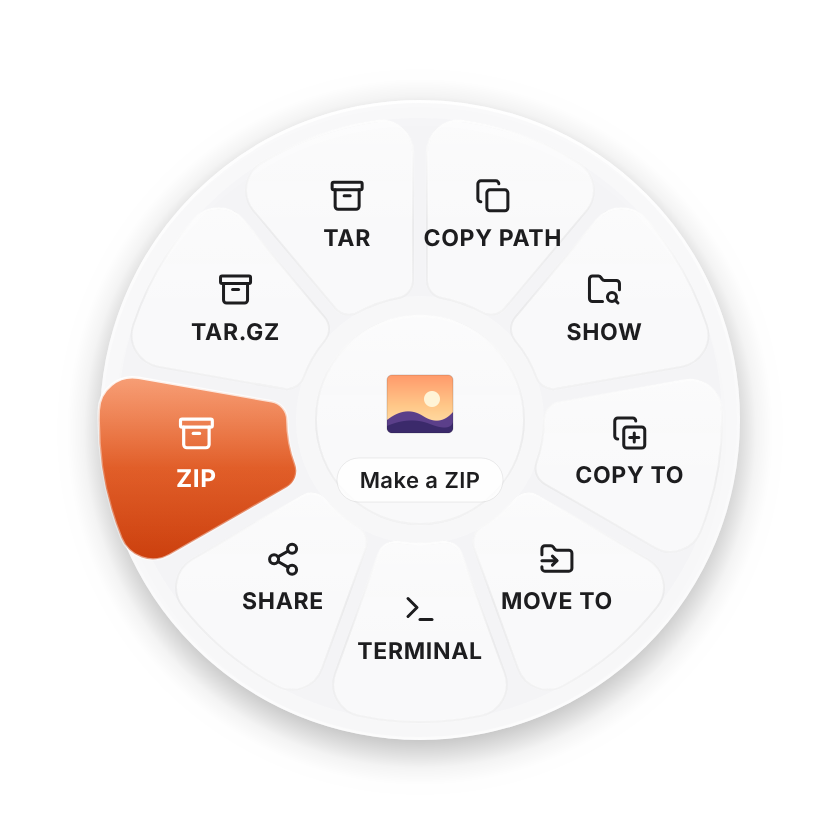 TAR
COPY PATH
TAR.GZ
SHOW
ZIP
COPY TO
Make a ZIP
SHARE
MOVE TO
TERMINAL